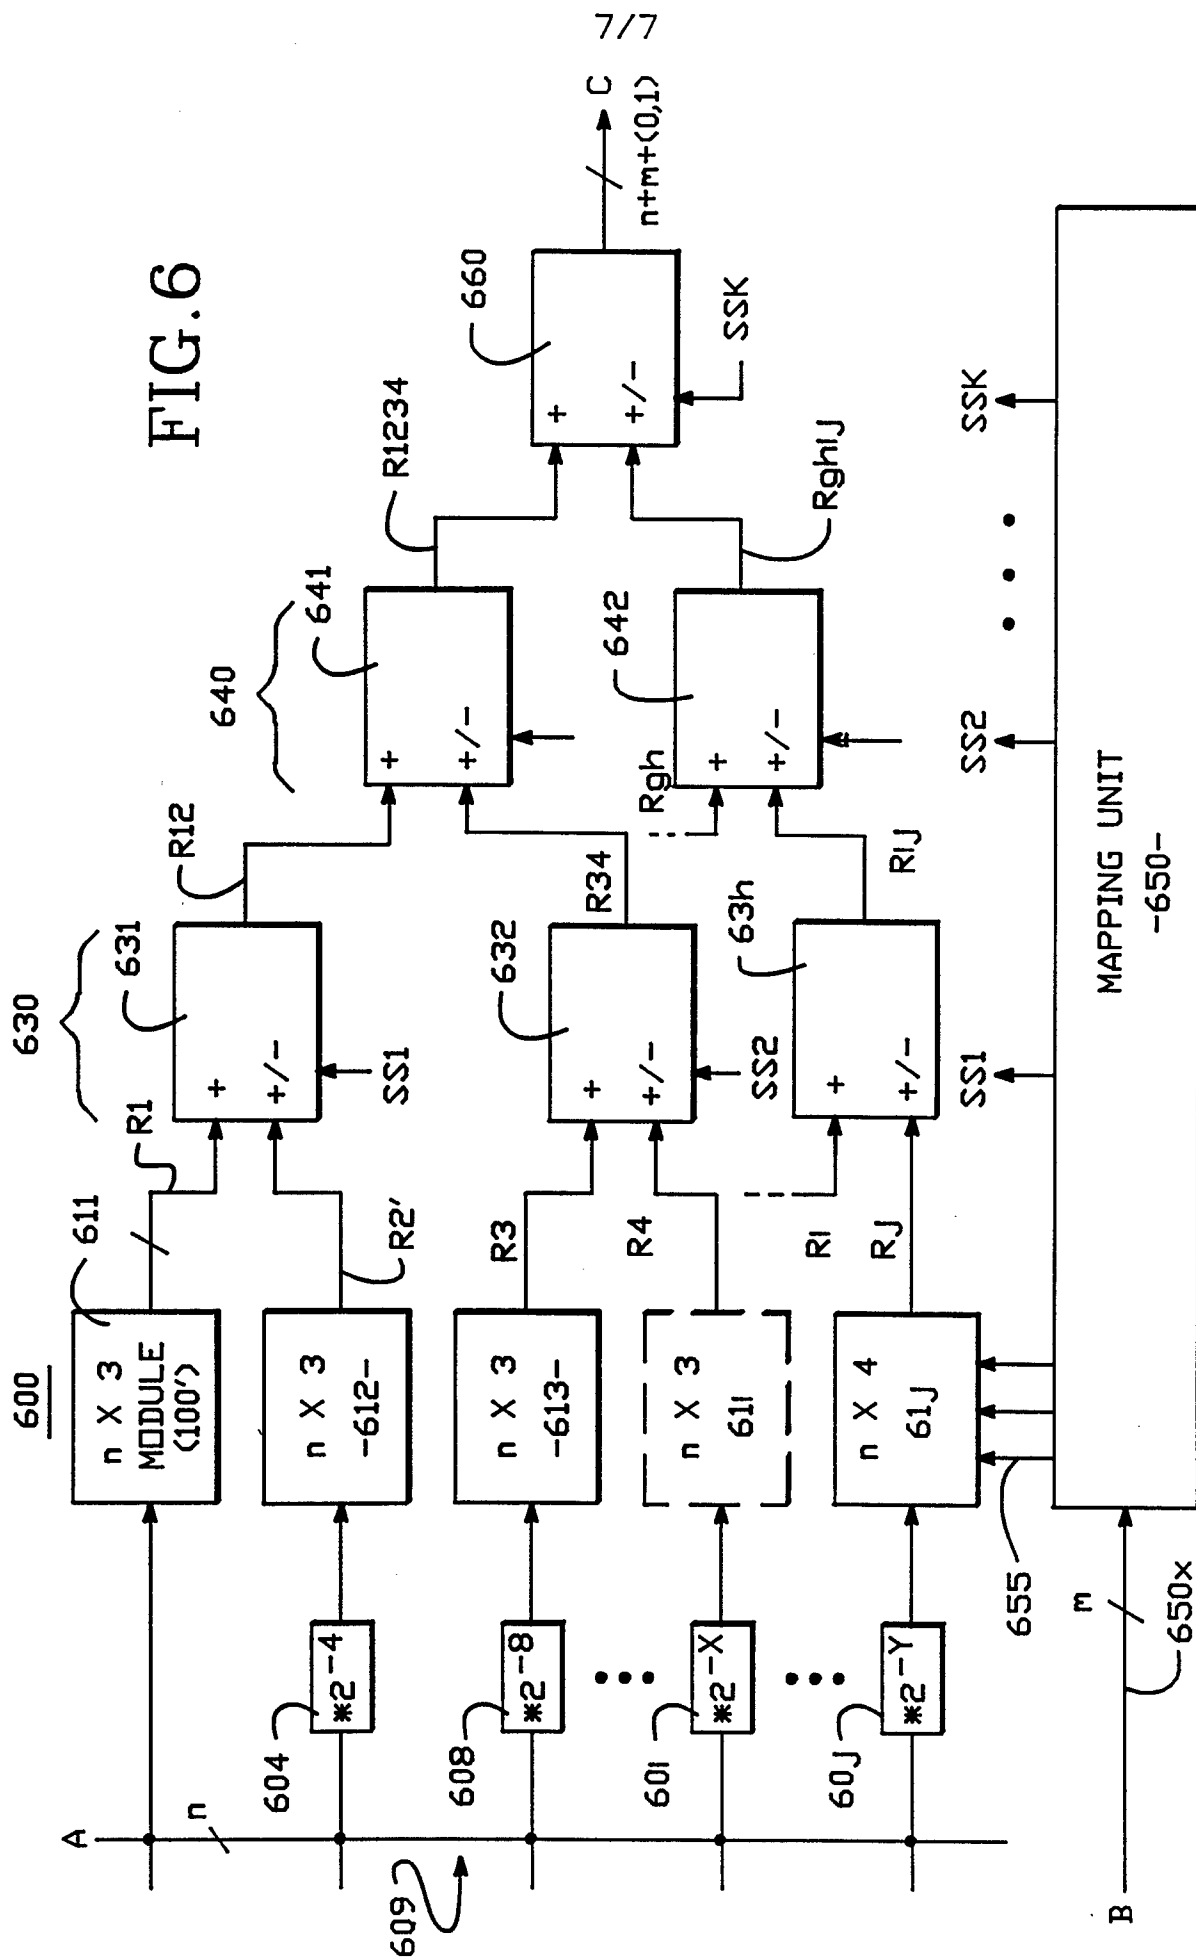 7/7
FIG.6
600
611
n X 3
MODULE
(100')
R1
630
631
+
+/-
SS1
R12
n X 3
-612-
R2'
604
*2-4
A
n
609
608
*2-8
n X 3
-613-
R3
632
+
+/-
SS2
R34
640
641
+
+/-
R1234
660
+
+/-
SSK
C
n+m+(0,1)
601
*2-X
n X 3
611
R4
60J
*2-Y
n X 4
61J
RI
RJ
63h
+
+/-
RIJ
Rgh
642
+
+/-
RghIJ
655
SS1
SS2
SSK
B
m
650x
MAPPING UNIT
-650-